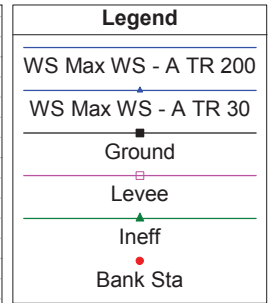 Legend
WS Max WS - A TR 200
WS Max WS - A TR 30
Ground
Levee
Ineff
Bank Sta